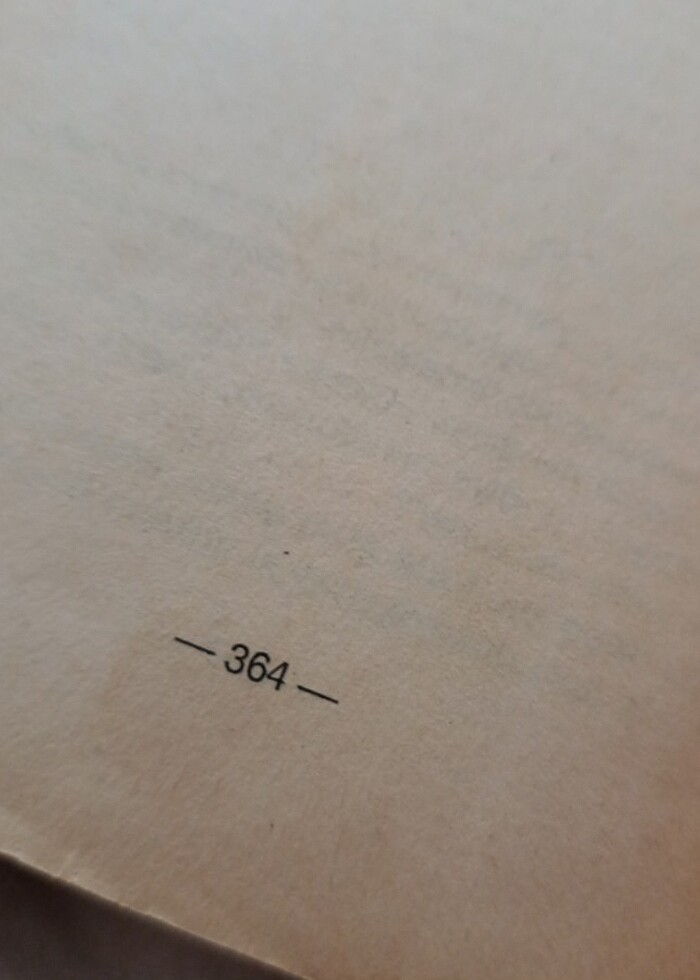 — 364 —